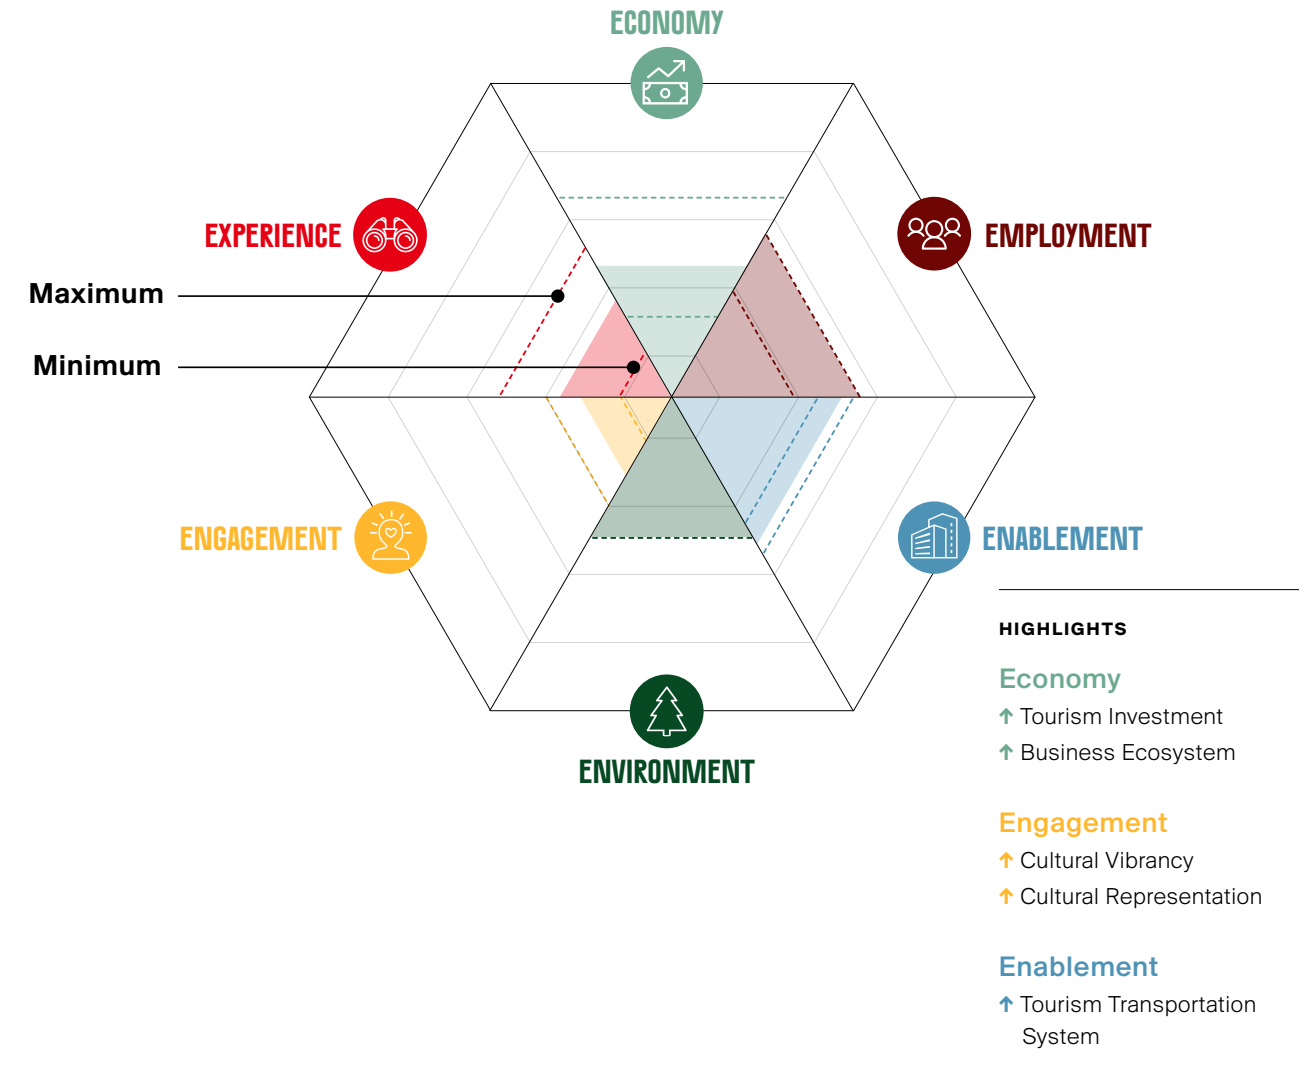 ECONOMY
EXPERIENCE
EMPLOYMENT
Maximum
Minimum
ENGAGEMENT
ENABLEMENT
ENVIRONMENT
HIGHLIGHTS
Economy
↑ Tourism Investment
↑ Business Ecosystem
Engagement
↑ Cultural Vibrancy
↑ Cultural Representation
Enablement
↑ Tourism Transportation
System